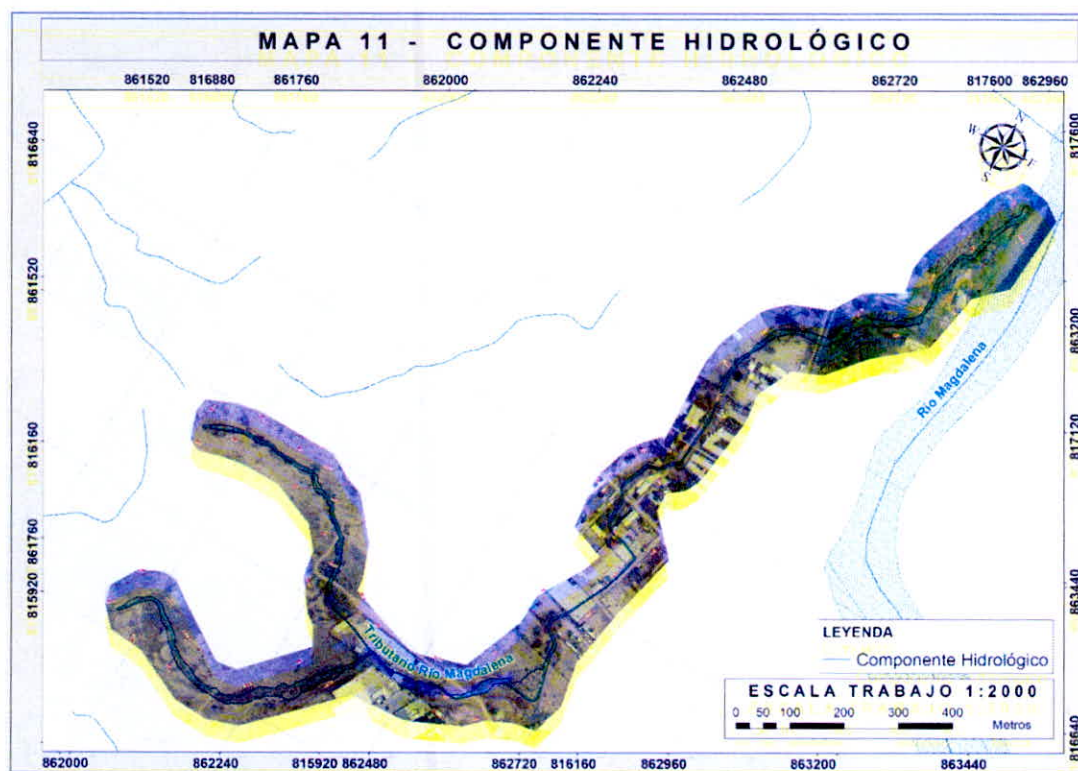 MAPA 11 - COMPONENTE HIDROLÓGICO
861520 816880 861760 862000 862240 862480 862720 817600 862960
816640
861520
816160
861760
815920
817600
863200
817120
863440
816640
N
W E
S
Río Magdalena
Tributario Río Magdalena
LEYENDA
Componente Hidrológico
ESCALA TRABAJO 1:2000
0 50 100 200 300 400
Metros
862000 862240 815920 862480 862720 816160 862960 863200 863440